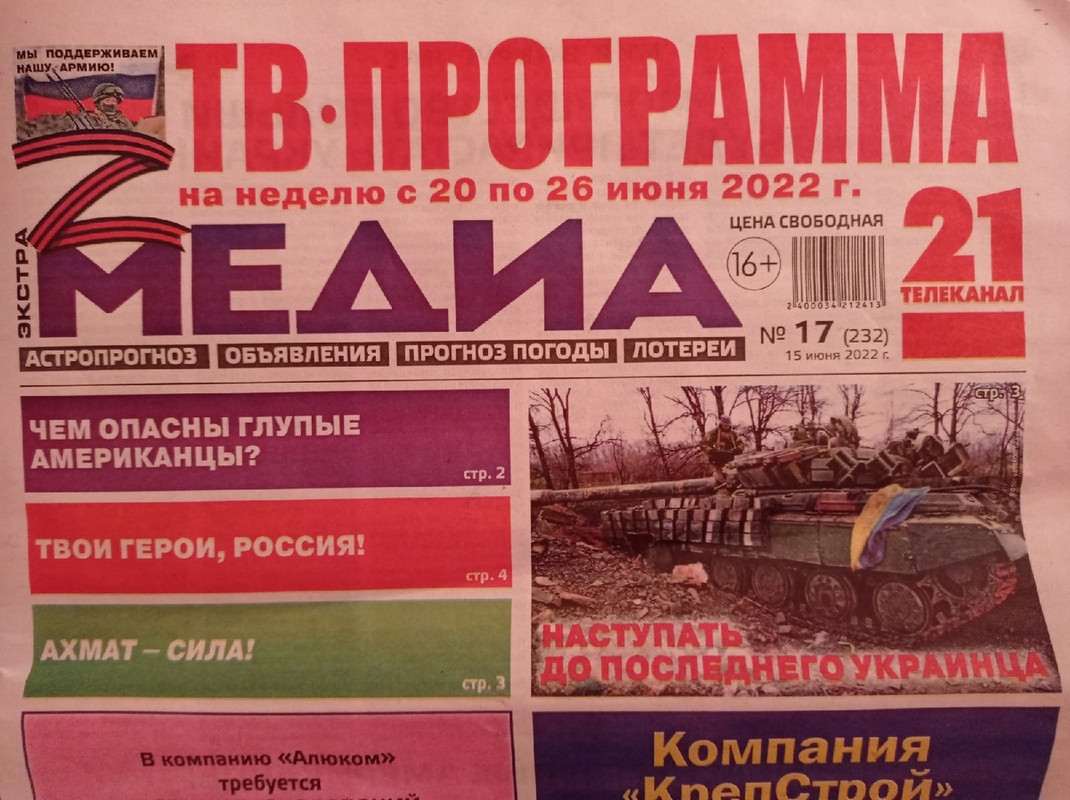 МЫ ПОДДЕРЖИВАЕМ
НАШУ АРМИЮ!
ТВ·ПРОГРАММА
на неделю с 20 по 26 июня 2022 г.
Z
ЭКСТРА
МЕДИА
ЦЕНА СВОБОДНАЯ
16+
2 400034 212413
№ 17 (232)
15 июня 2022 г.
21
ТЕЛЕКАНАЛ
АСТРОПРОГНОЗ ОБЪЯВЛЕНИЯ ПРОГНОЗ ПОГОДЫ ЛОТЕРЕИ
ЧЕМ ОПАСНЫ ГЛУПЫЕ
АМЕРИКАНЦЫ?
стр. 2
ТВОИ ГЕРОИ, РОССИЯ!
стр. 4
АХМАТ – СИЛА!
стр. 3
стр. 3
НАСТУПАТЬ
ДО ПОСЛЕДНЕГО УКРАИНЦА
В компанию «Алюком»
требуется
Компания
«КрепСтрой»